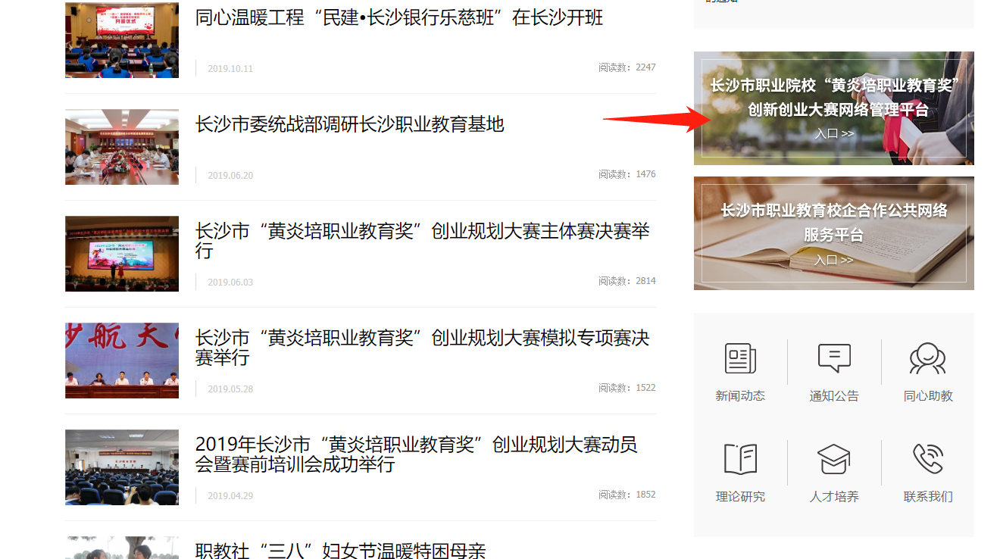 的通知
同心温暖工程“民建•长沙银行乐慈班”在长沙开班
2019.10.11
阅读数：2247
长沙市委统战部调研长沙职业教育基地
2019.06.20
阅读数：1476
长沙市“黄炎培职业教育奖”创业规划大赛主体赛决赛举
行
2019.06.03
阅读数：2814
长沙市“黄炎培职业教育奖”创业规划大赛模拟专项赛决
赛举行
2019.05.28
阅读数：1522
2019年长沙市“黄炎培职业教育奖”创业规划大赛动员
会暨赛前培训会成功举行
2019.04.29
阅读数：1852
职教社“三八”妇女节温暖特困母亲
长沙市职业院校“黄炎培职业教育奖”
创新创业大赛网络管理平台
入口 >>
长沙市职业教育校企合作公共网络
服务平台
入口 >>
新闻动态
通知公告
同心助教
理论研究
人才培养
联系我们